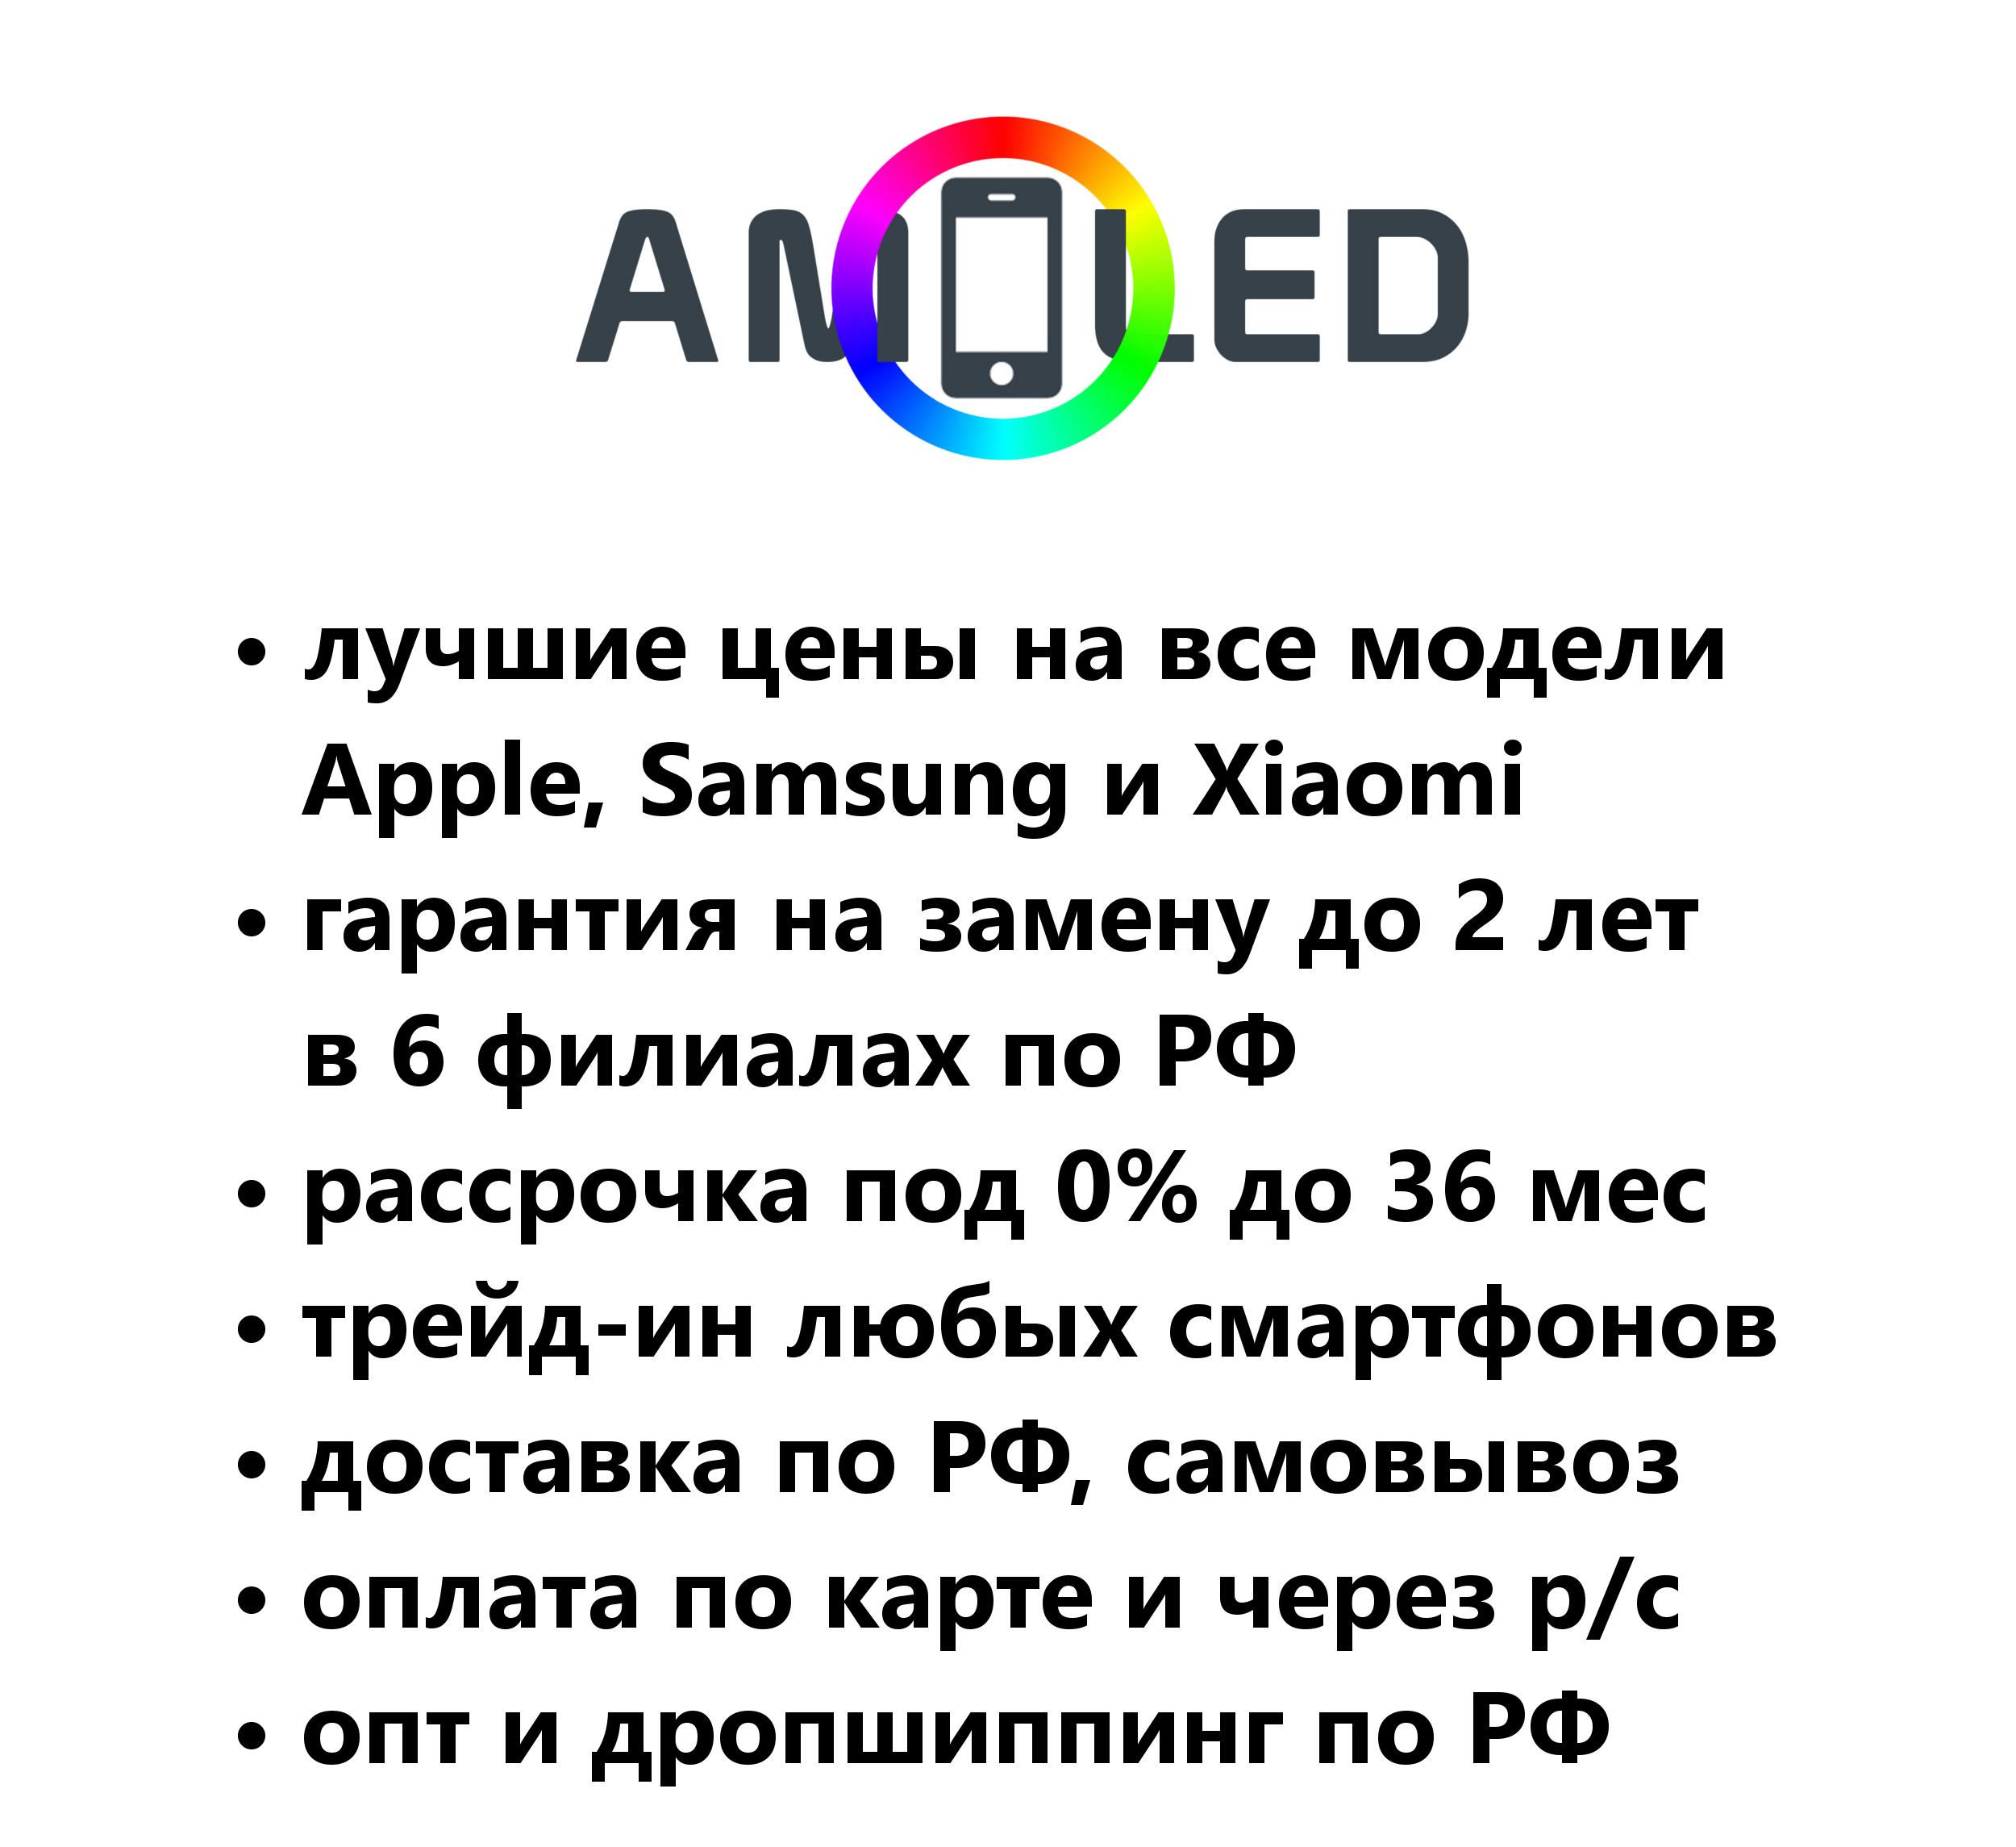 AMOLED
• лучшие цены на все модели
Apple, Samsung и Xiaomi
• гарантия на замену до 2 лет
в 6 филиалах по РФ
• рассрочка под 0% до 36 мес
• трейд-ин любых смартфонов
• доставка по РФ, самовывоз
• оплата по карте и через р/с
• опт и дропшиппинг по РФ